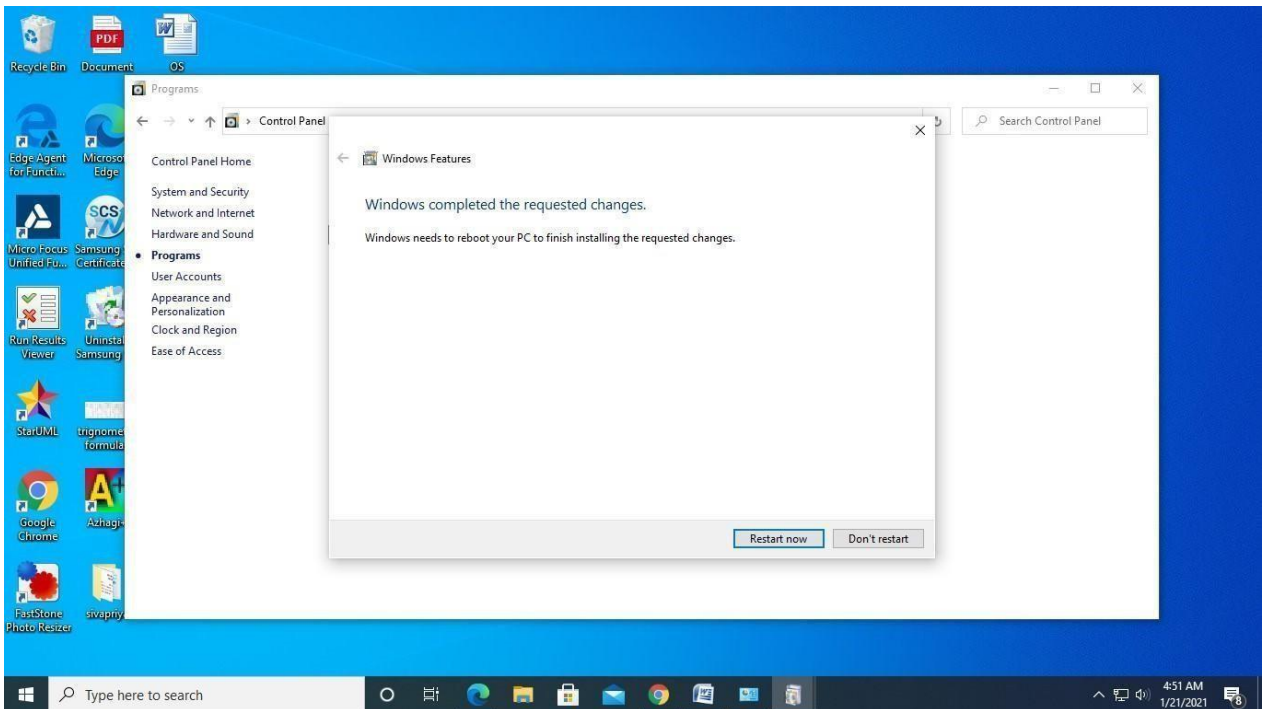 PDF
W
Recycle Bin
Document
OS
Programs
Control Panel
Search Control Panel
Edge Agent
for Functi...
Microso
Edge
Control Panel Home
System and Security
Network and Internet
Hardware and Sound
Programs
User Accounts
Appearance and
Personalization
Clock and Region
Ease of Access
Windows Features
Windows completed the requested changes.
Windows needs to reboot your PC to finish installing the requested changes.
Restart now
Don't restart
SCS
Micro Focus
Unified Fu...
Samsung
Certificate
Run Results
Viewer
Uninstal
Samsung
StarUML
trignome
formula
A+
Google
Chrome
Azhagi+
FastStone
Photo Resizer
sivapriy
Type here to search
4:51 AM
1/21/2021
8